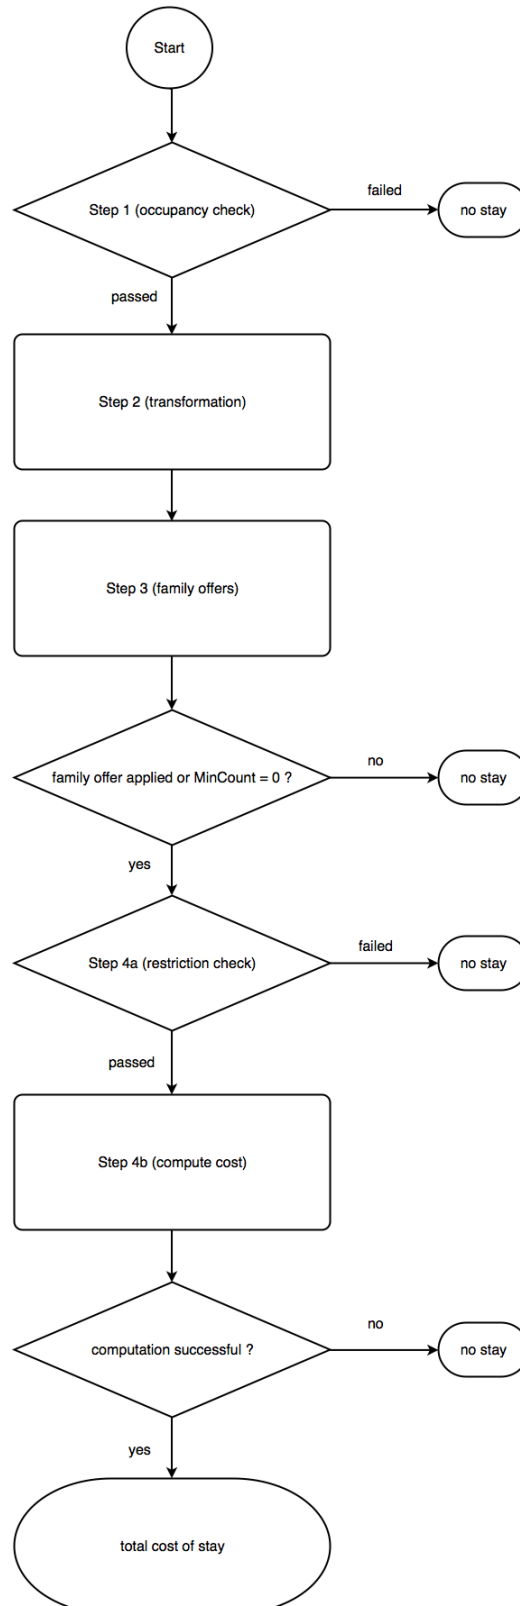 Start
Step 1 (occupancy check)
failed
no stay
passed
Step 2 (transformation)
Step 3 (family offers)
family offer applied or MinCount = 0 ?
no
no stay
yes
Step 4a (restriction check)
failed
no stay
passed
Step 4b (compute cost)
computation successful ?
no
no stay
yes
total cost of stay